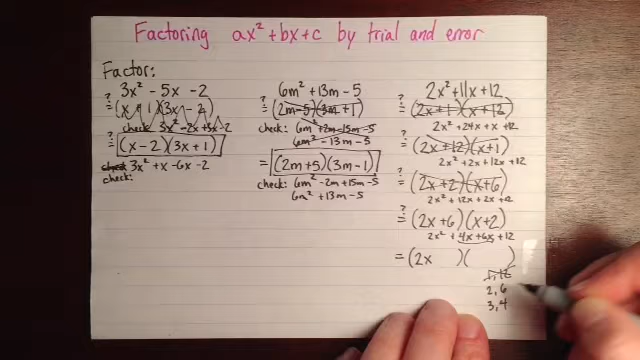 Factoring ax² + bx + c by trial and error
Factor:
3x² - 5x - 2
≟ (x + 1)(3x - 2)
check: 3x² - 2x + 3x - 2
≟ (x - 2)(3x + 1)
check: 3x² + x - 6x - 2
check:
6m² + 13m - 5
≟ (2m - 5)(3m + 1)
check: 6m² + 2m - 15m - 5
6m² - 13m - 5
= (2m + 5)(3m - 1)
check: 6m² - 2m + 15m - 5
6m² + 13m - 5
2x² + 11x + 12
≟ (2x + 1)(x + 12)
2x² + 24x + x + 12
≟ (2x + 12)(x + 1)
2x² + 2x + 12x + 12
≟ (2x + 2)(x + 6)
2x² + 12x + 2x + 12
≟ (2x + 6)(x + 2)
2x² + 4x + 6x + 12
= (2x )( )
1, 12
2, 6
3, 4